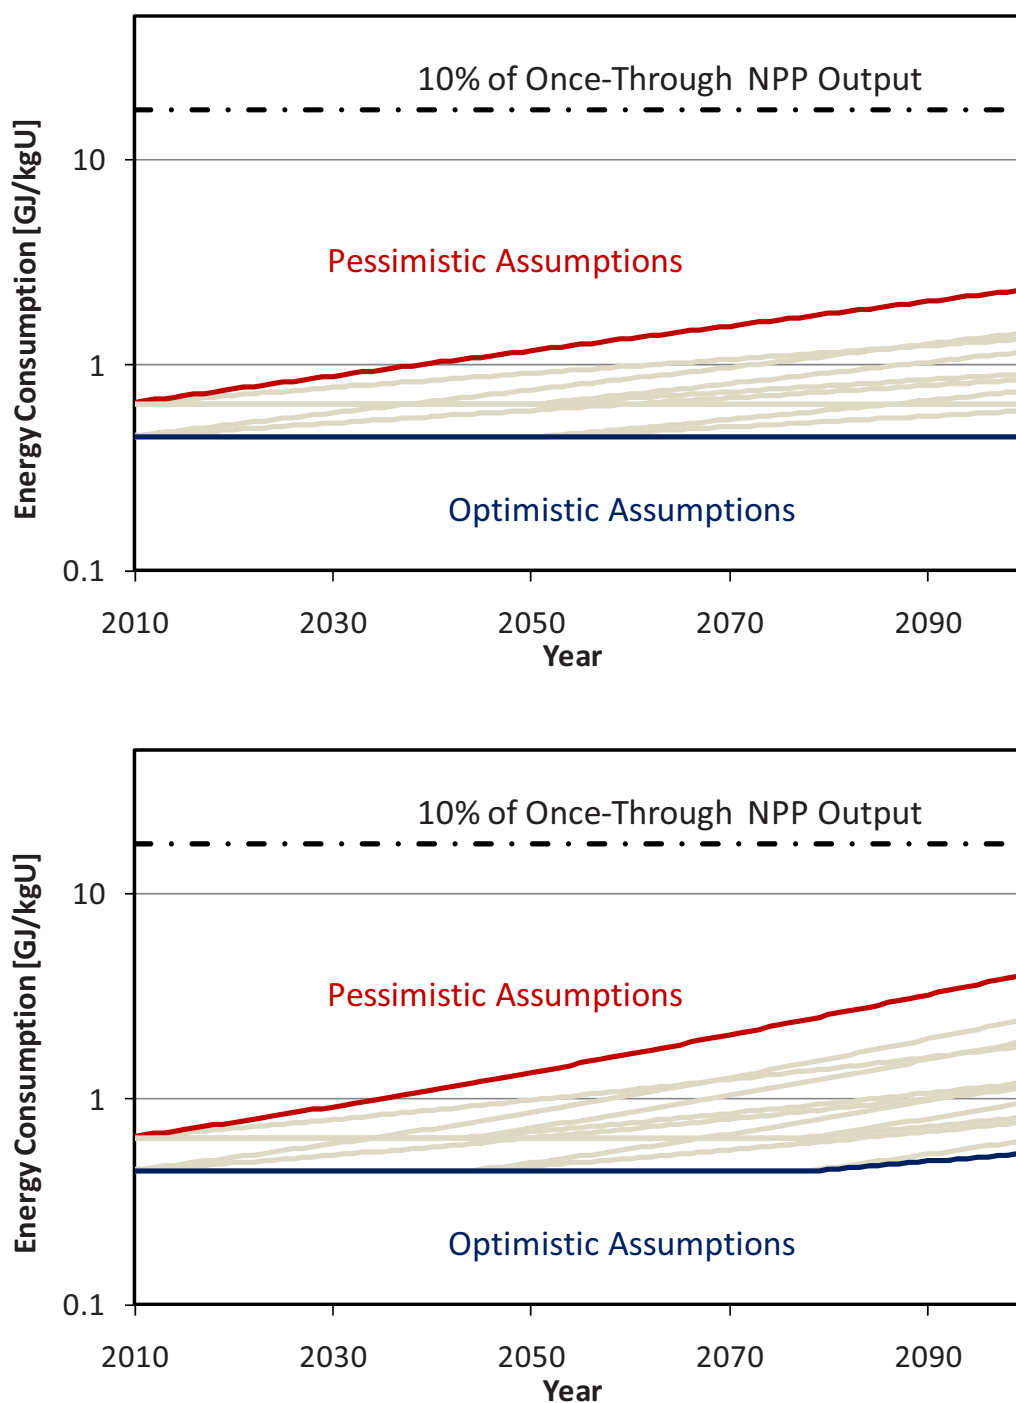 10% of Once-Through NPP Output
Energy Consumption [GJ/kgU]
10
Pessimistic Assumptions
1
Optimistic Assumptions
0.1
2010 2030 2050 2070 2090
Year
10% of Once-Through NPP Output
Energy Consumption [GJ/kgU]
10
Pessimistic Assumptions
1
Optimistic Assumptions
0.1
2010 2030 2050 2070 2090
Year